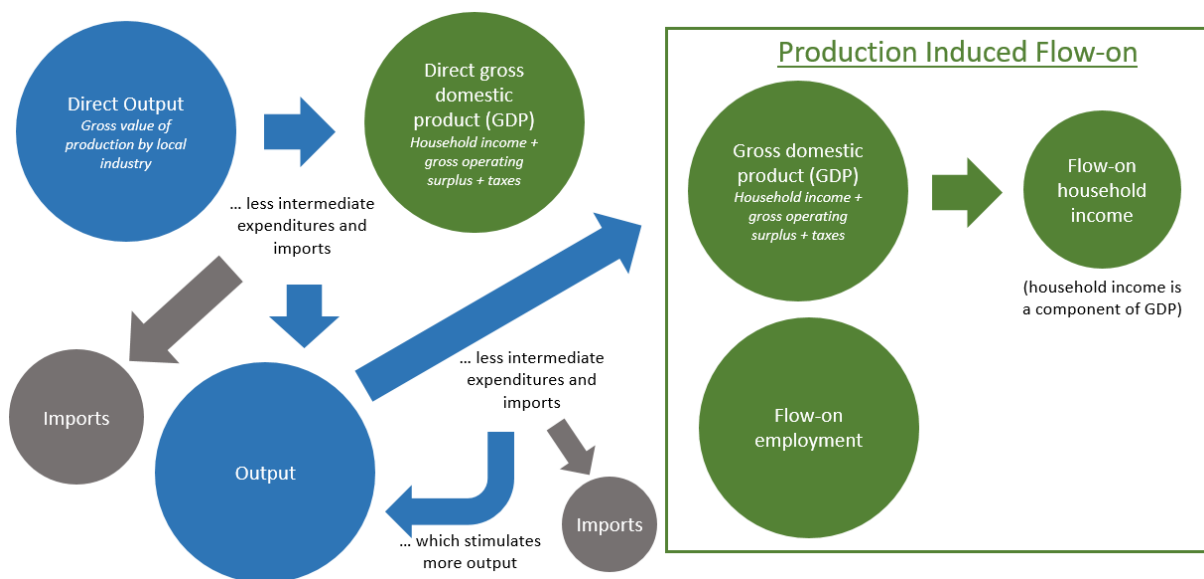 Direct Output
Gross value of
production by local
industry
Direct gross
domestic
product (GDP)
Household income +
gross operating
surplus + taxes
... less intermediate
expenditures and
imports
Imports
Output
... less intermediate
expenditures and
imports
Imports
... which stimulates
more output
Production Induced Flow-on
Gross domestic
product (GDP)
Household income +
gross operating
surplus + taxes
Flow-on
household
income
(household income is
a component of GDP)
Flow-on
employment